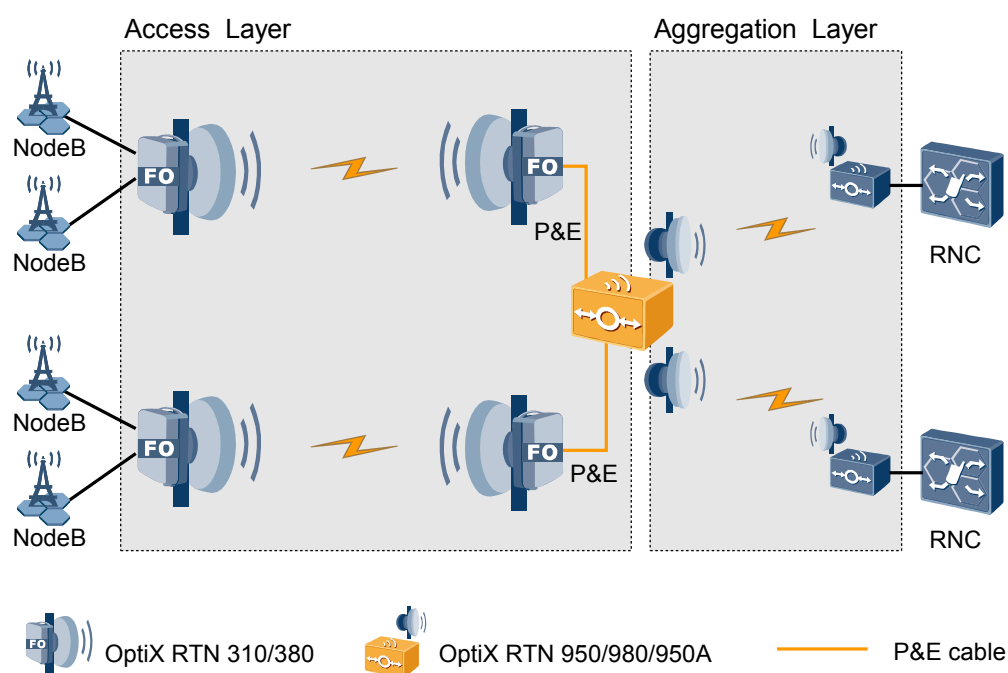 Access Layer
Aggregation Layer
NodeB
FO
FO
P&E
NodeB
RNC
NodeB
FO
FO
P&E
NodeB
RNC
FO
OptiX RTN 310/380
OptiX RTN 950/980/950A
P&E cable